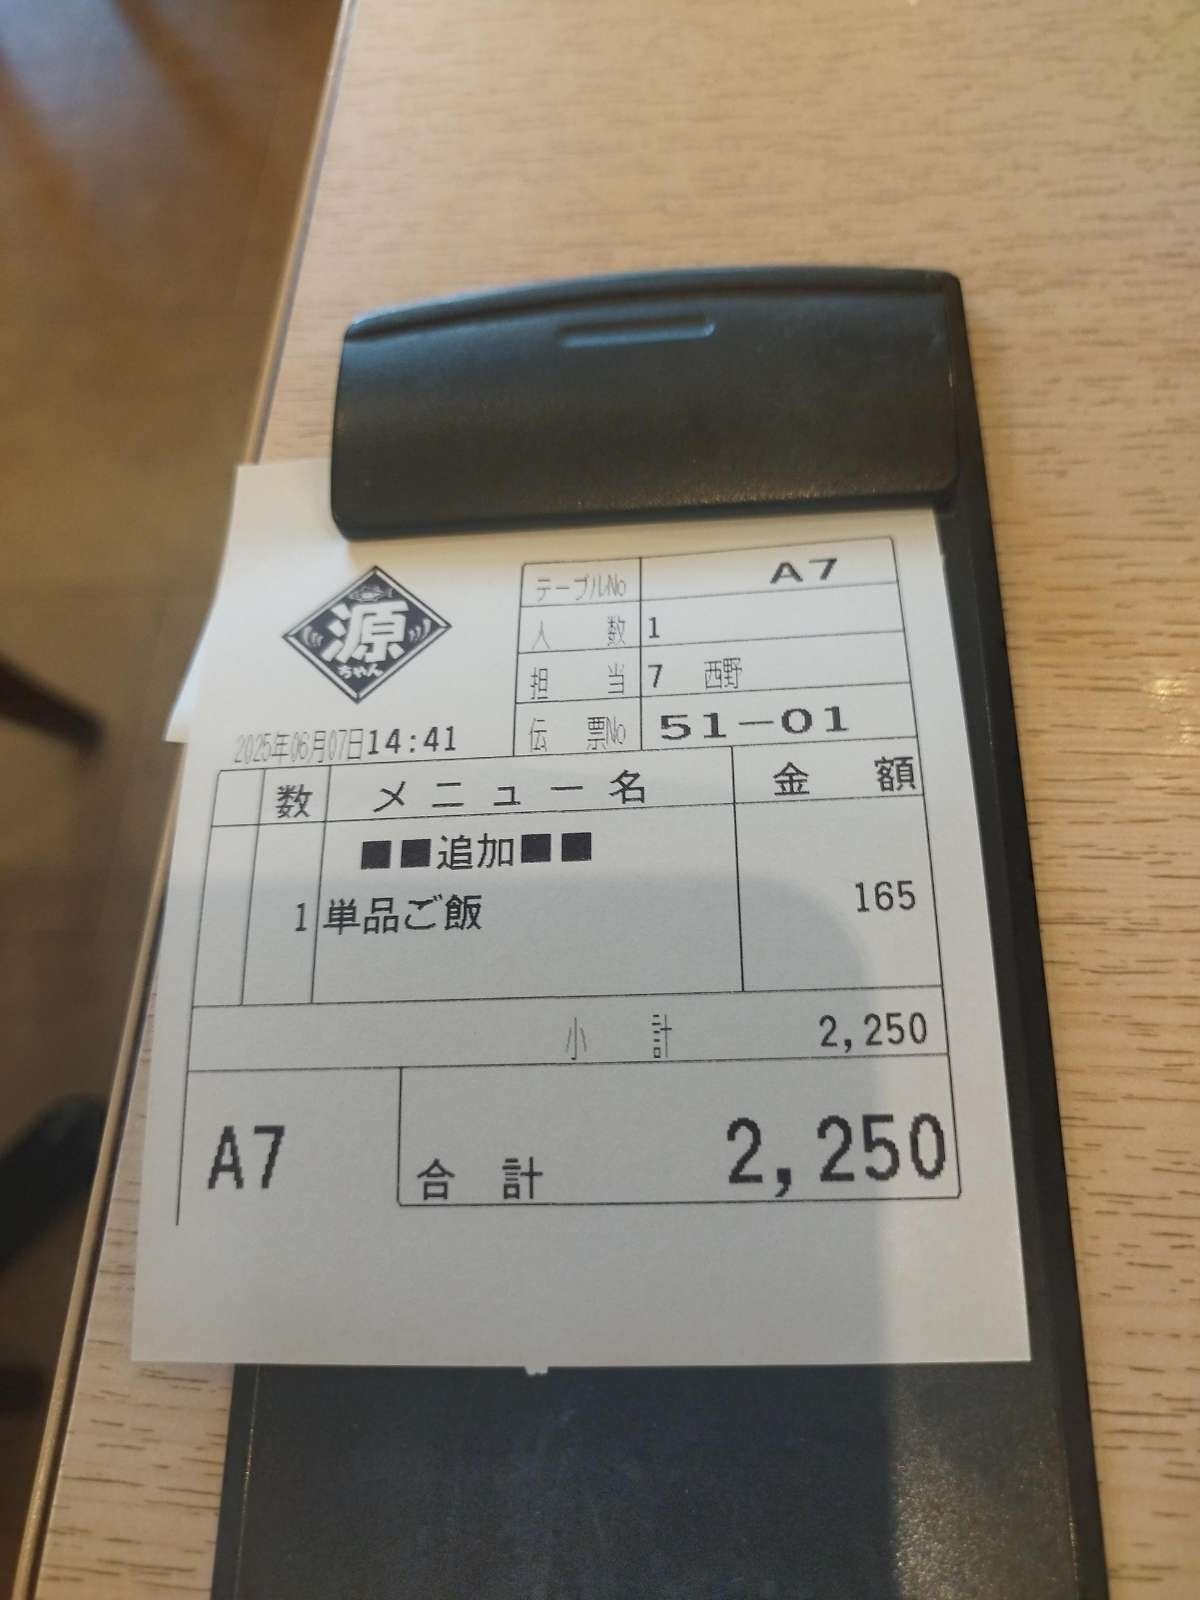 源
ちゃん
テーブルNo A7
人数 1
担当 7 西野
伝票No 51-01
2025年06月07日14:41
数 メニュー名 金額
■■追加■■
1 単品ご飯 165
小計 2,250
A7 合計 2,250